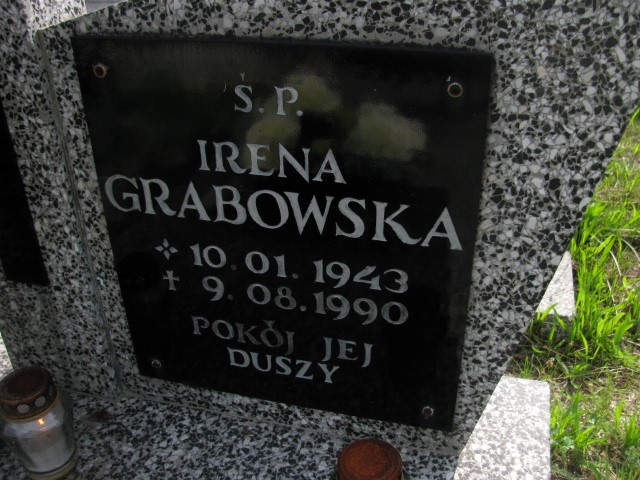 Ś. P.
IRENA
GRABOWSKA
10.01.1943
9.08.1990
POKÓJ JEJ
DUSZY